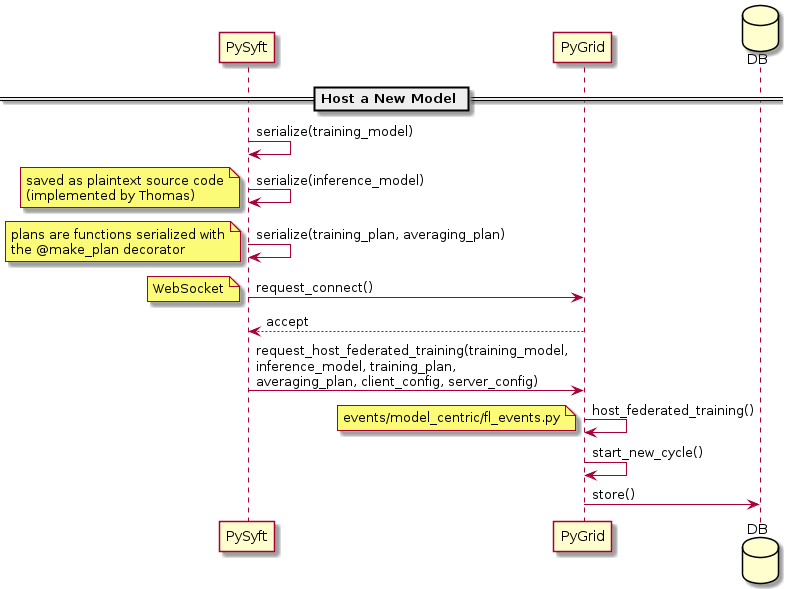 PySyft
PyGrid
DB
Host a New Model
serialize(training_model)
saved as plaintext source code
(implemented by Thomas)
serialize(inference_model)
plans are functions serialized with
the @make_plan decorator
serialize(training_plan, averaging_plan)
WebSocket
request_connect()
accept
request_host_federated_training(training_model,
inference_model, training_plan,
averaging_plan, client_config, server_config)
events/model_centric/fl_events.py
host_federated_training()
start_new_cycle()
store()
PySyft
PyGrid
DB